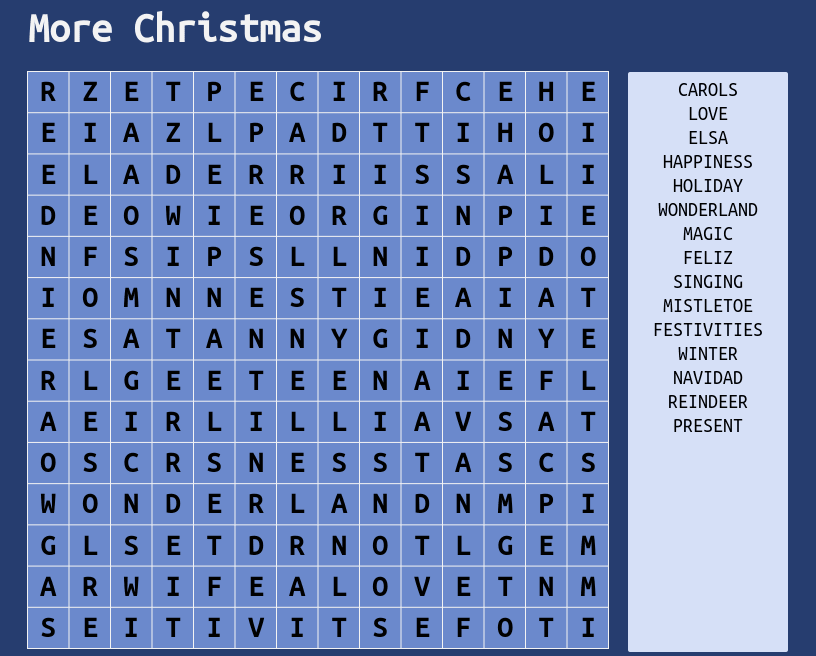 More Christmas
R Z E T P E C I R F C E H E
E I A Z L P A D T T I H O I
E L A D E R R I I S S A L I
D E O W I E O R G I N P I E
N F S I P S L L N I D P D O
I O M N N E S T I E A I A T
E S A T A N N Y G I D N Y E
R L G E E T E E N A I E F L
A E I R L I L L I A V S A T
O S C R S N E S S T A S C S
W O N D E R L A N D N M P I
G L S E T D R N O T L G E M
A R W I F E A L O V E T N M
S E I T I V I T S E F O T I
CAROLS
LOVE
ELSA
HAPPINESS
HOLIDAY
WONDERLAND
MAGIC
FELIZ
SINGING
MISTLETOE
FESTIVITIES
WINTER
NAVIDAD
REINDEER
PRESENT